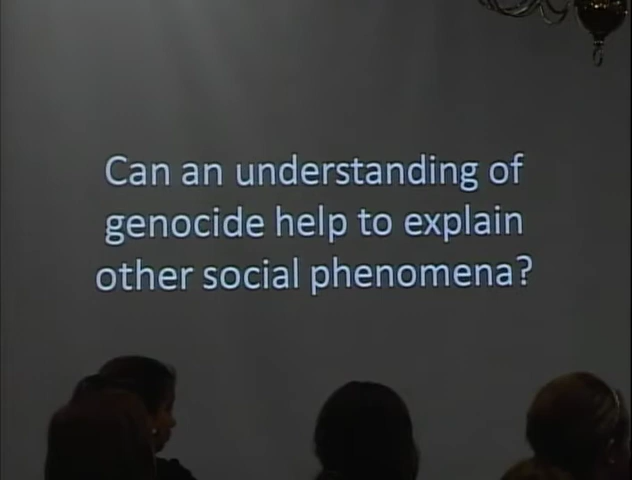 Can an understanding of
genocide help to explain
other social phenomena?